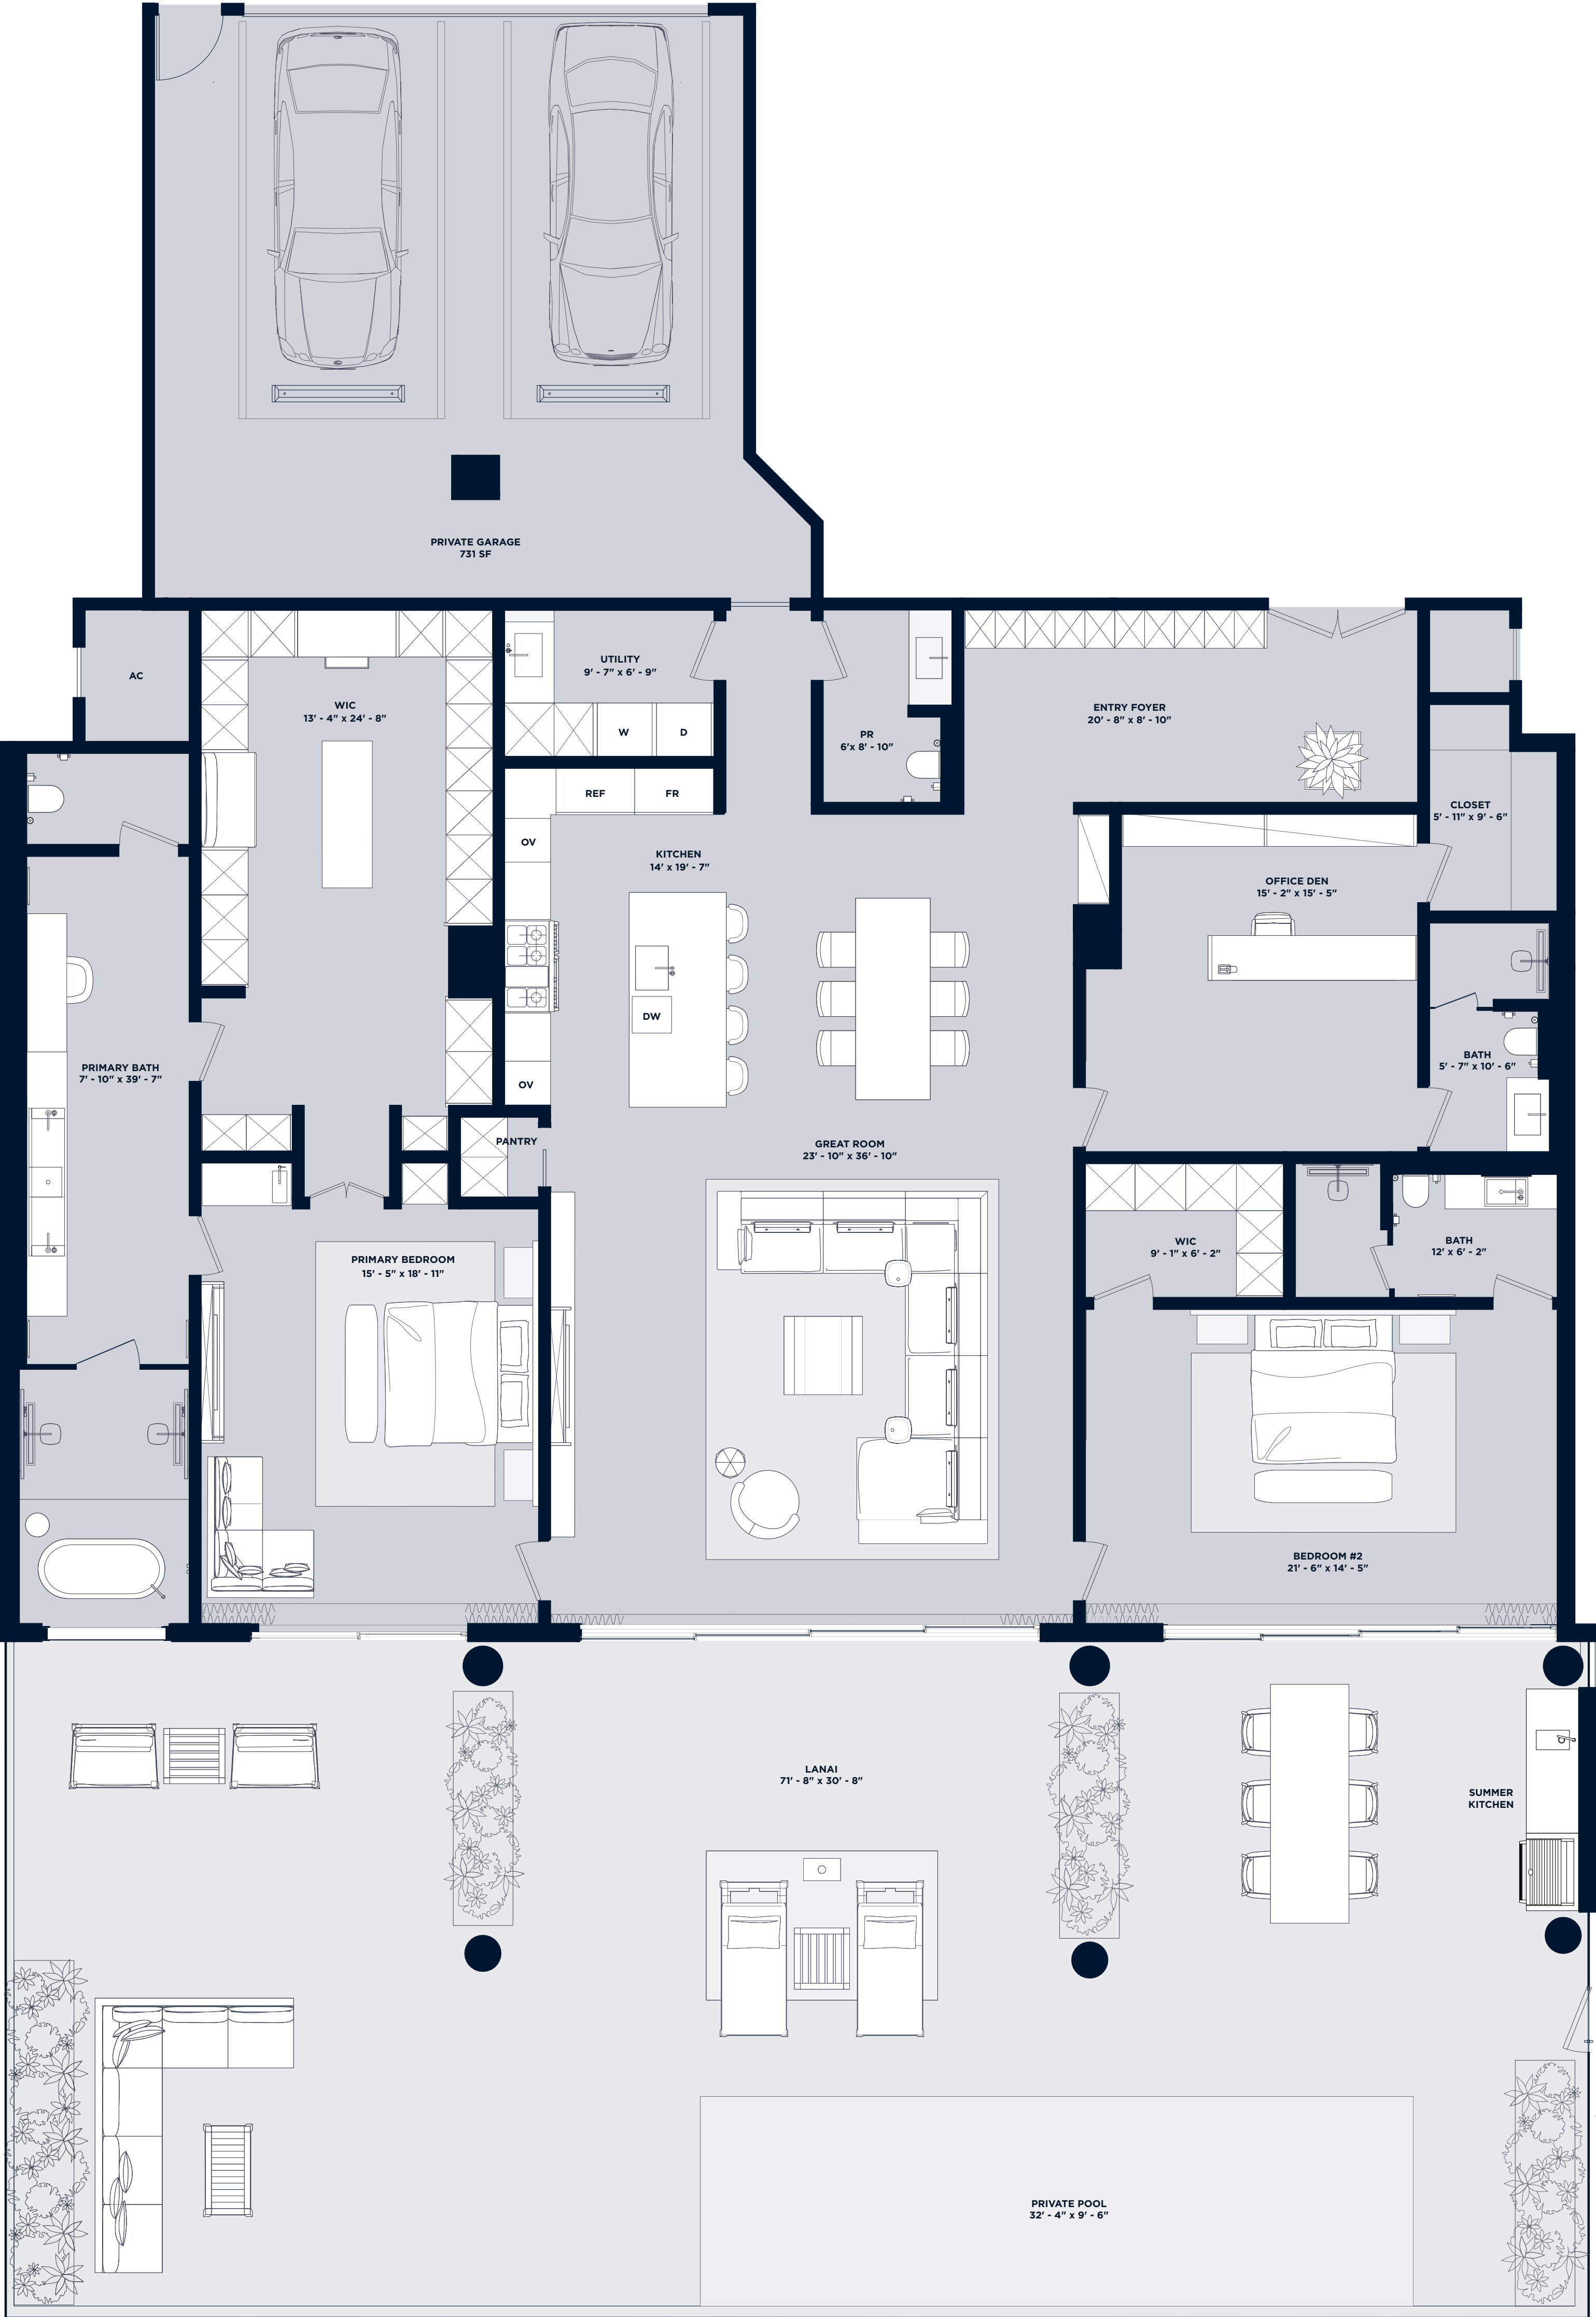 PRIVATE GARAGE
731 SF
AC
WIC
13' - 4" x 24' - 8"
UTILITY
9' - 7" x 6' - 9"
W
D
PR
6'x 8' - 10"
ENTRY FOYER
20' - 8" x 8' - 10"
REF
FR
OV
KITCHEN
14' x 19' - 7"
CLOSET
5' - 11" x 9' - 6"
OFFICE DEN
15' - 2" x 15' - 5"
DW
OV
PRIMARY BATH
7' - 10" x 39' - 7"
BATH
5' - 7" x 10' - 6"
PANTRY
GREAT ROOM
23' - 10" x 36' - 10"
WIC
9' - 1" x 6' - 2"
BATH
12' x 6' - 2"
PRIMARY BEDROOM
15' - 5" x 18' - 11"
BEDROOM #2
21' - 6" x 14' - 5"
LANAI
71' - 8" x 30' - 8"
SUMMER
KITCHEN
PRIVATE POOL
32' - 4" x 9' - 6"